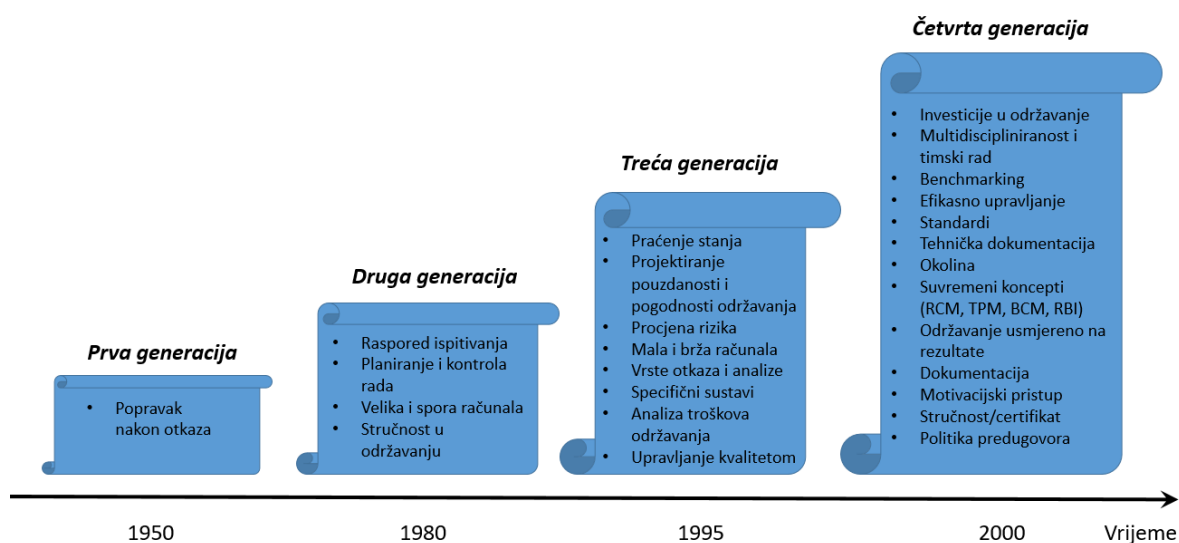 Prva generacija
• Popravak
nakon otkaza
Druga generacija
• Raspored ispitivanja
• Planiranje i kontrola
rada
• Velika i spora računala
• Stručnost u
održavanju
Treća generacija
• Praćenje stanja
• Projektiranje
pouzdanosti i
pogodnosti održavanja
• Procjena rizika
• Mala i brža računala
• Vrste otkaza i analize
• Specifični sustavi
• Analiza troškova
održavanja
• Upravljanje kvalitetom
Četvrta generacija
• Investicije u održavanje
• Multidiscipliniranost i
timski rad
• Benchmarking
• Efikasno upravljanje
• Standardi
• Tehnička dokumentacija
• Okolina
• Suvremeni koncepti
(RCM, TPM, BCM, RBI)
• Održavanje usmjereno na
rezultate
• Dokumentacija
• Motivacijski pristup
• Stručnost/certifikat
• Politika predugovora
1950
1980
1995
2000
Vrijeme